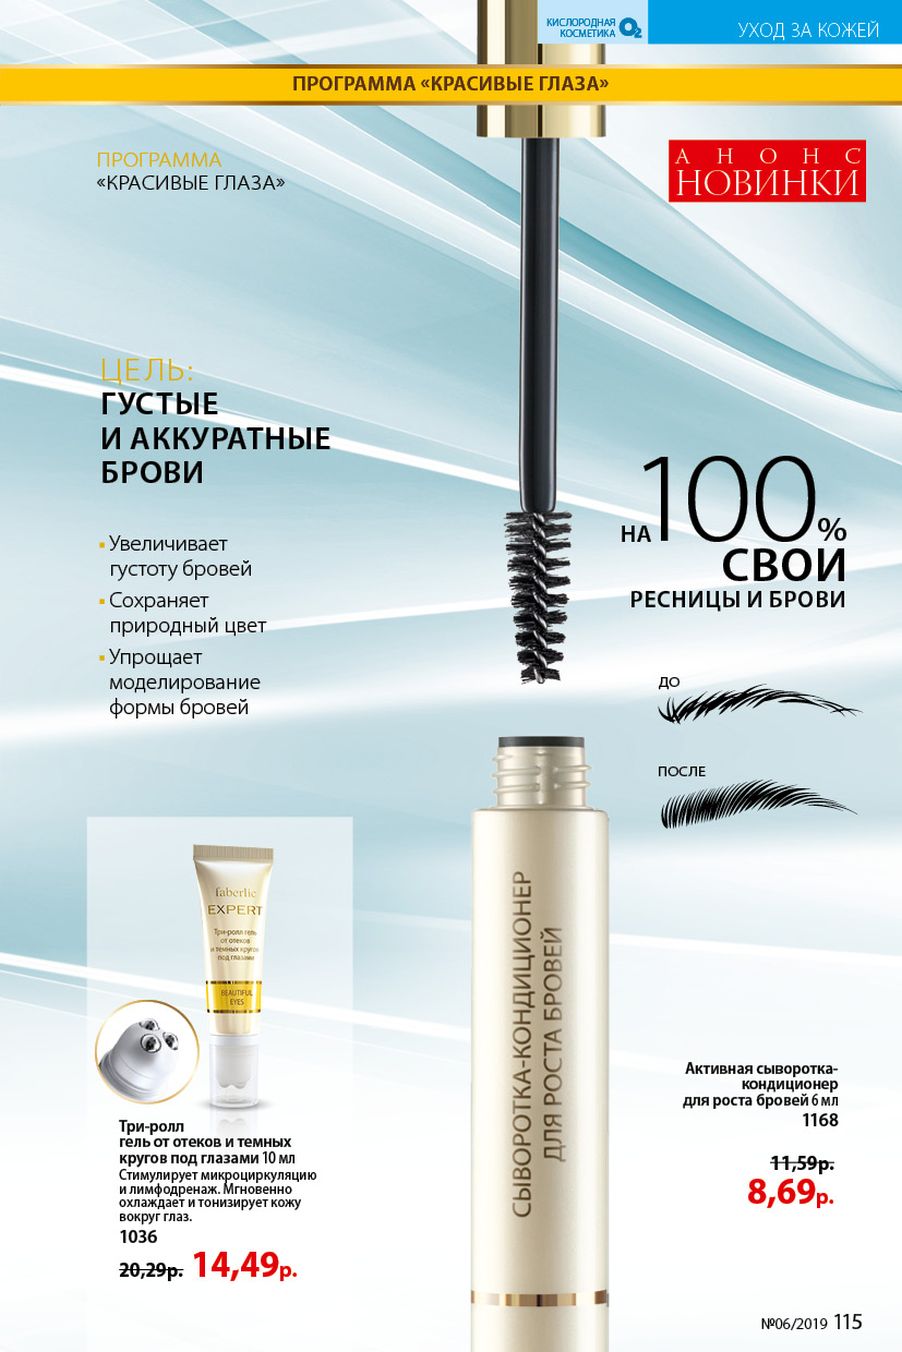 КИСЛОРОДНАЯ
КОСМЕТИКА O2
УХОД ЗА КОЖЕЙ
ПРОГРАММА «КРАСИВЫЕ ГЛАЗА»
ПРОГРАММА
«КРАСИВЫЕ ГЛАЗА»
АНОНС
НОВИНКИ
ЦЕЛЬ:
ГУСТЫЕ
И АККУРАТНЫЕ
БРОВИ
▪ Увеличивает
густоту бровей
▪ Сохраняет
природный цвет
▪ Упрощает
моделирование
формы бровей
НА 100%
СВОИ
РЕСНИЦЫ И БРОВИ
ДО
ПОСЛЕ
faberlic
EXPERT
Три-ролл гель
от отеков
и темных кругов
под глазами
BEAUTIFUL
EYES
СЫВОРОТКА-КОНДИЦИОНЕР
ДЛЯ РОСТА БРОВЕЙ
Три-ролл
гель от отеков и темных
кругов под глазами 10 мл
Стимулирует микроциркуляцию
и лимфодренаж. Мгновенно
охлаждает и тонизирует кожу
вокруг глаз.
1036
20,29р. 14,49р.
Активная сыворотка-
кондиционер
для роста бровей 6 мл
1168
11,59р.
8,69р.
№06/2019 115